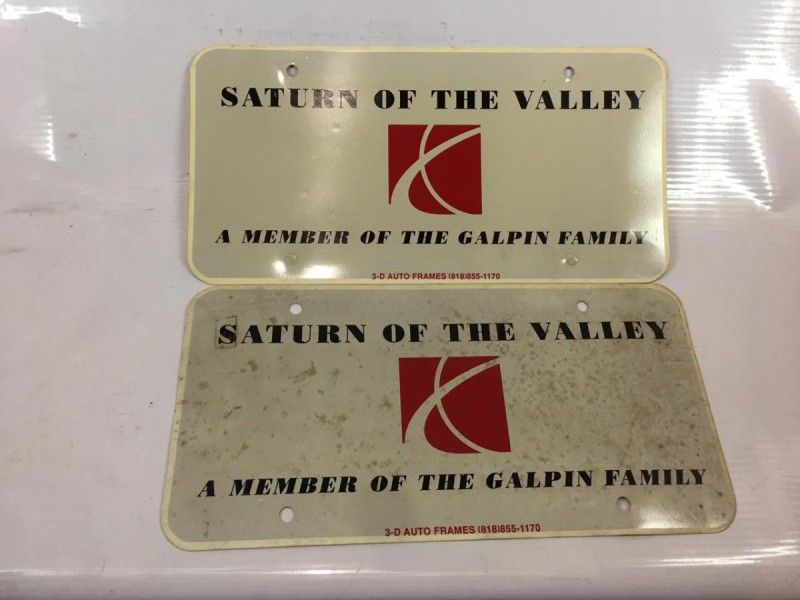 SATURN OF THE VALLEY
A MEMBER OF THE GALPIN FAMILY
3-D AUTO FRAMES (818)855-1170
SATURN OF THE VALLEY
A MEMBER OF THE GALPIN FAMILY
3-D AUTO FRAMES (818)855-1170